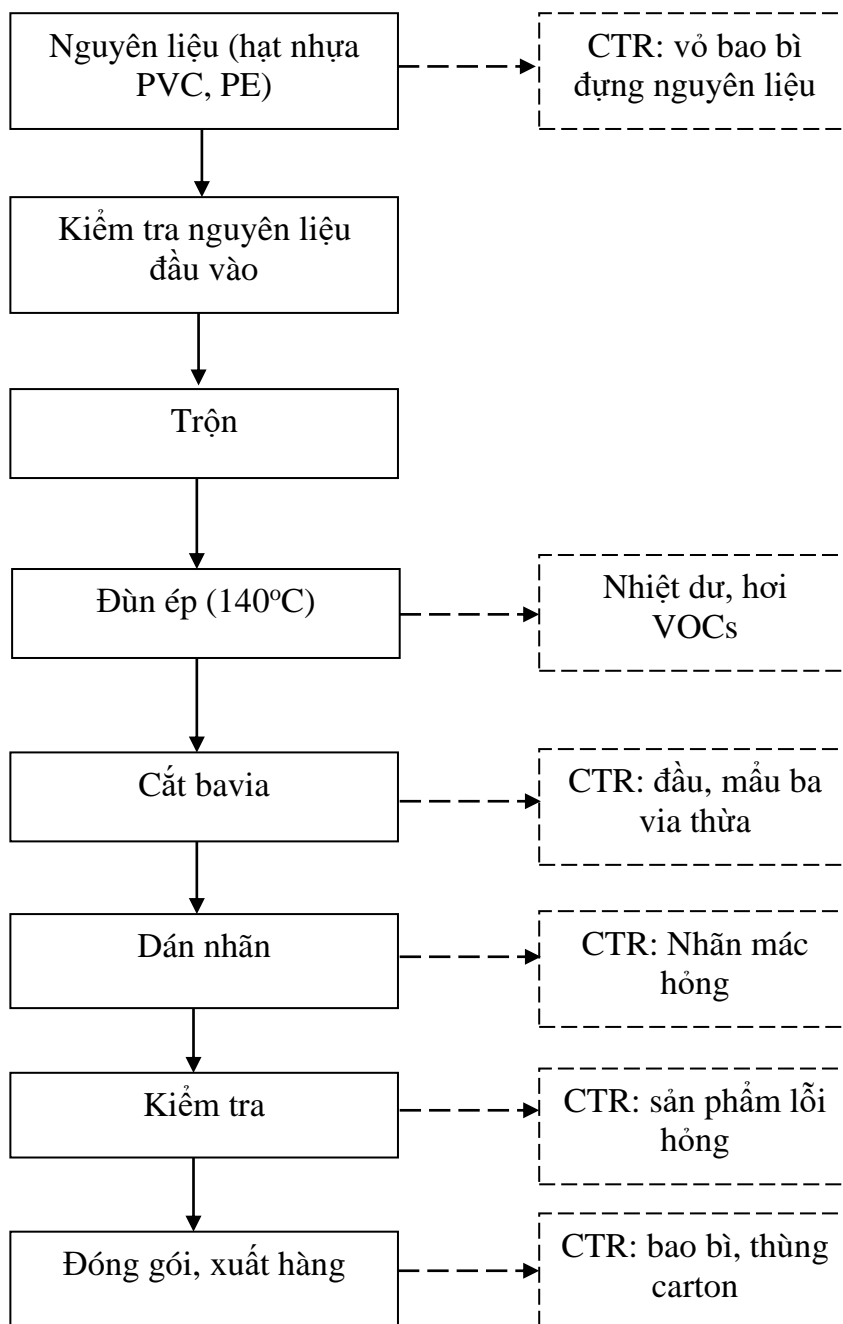 Nguyên liệu (hạt nhựa
PVC, PE)
CTR: vỏ bao bì
đựng nguyên liệu
Kiểm tra nguyên liệu
đầu vào
Trộn
Đùn ép (140°C)
Nhiệt dư, hơi
VOCs
Cắt bavia
CTR: đầu, mẩu ba
via thừa
Dán nhãn
CTR: Nhãn mác
hỏng
Kiểm tra
CTR: sản phẩm lỗi
hỏng
Đóng gói, xuất hàng
CTR: bao bì, thùng
carton